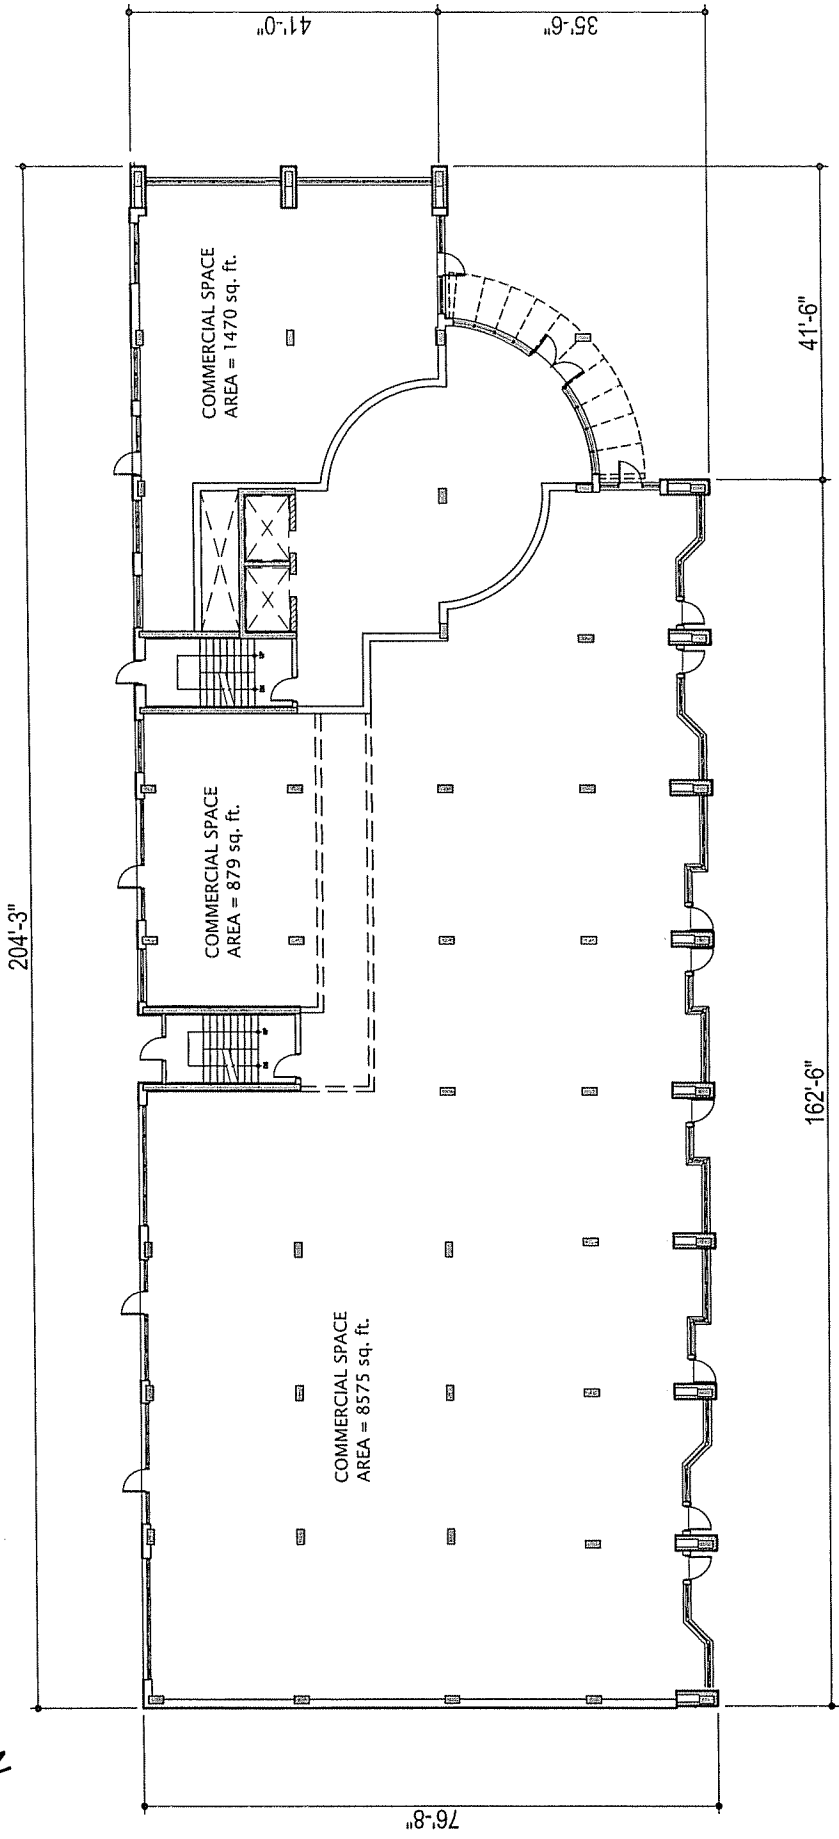 41'-0"
35'-6"
COMMERCIAL SPACE
AREA = 1470 sq. ft.
41'-6"
204'-3"
COMMERCIAL SPACE
AREA = 879 sq. ft.
162'-6"
COMMERCIAL SPACE
AREA = 8575 sq. ft.
76'-8"